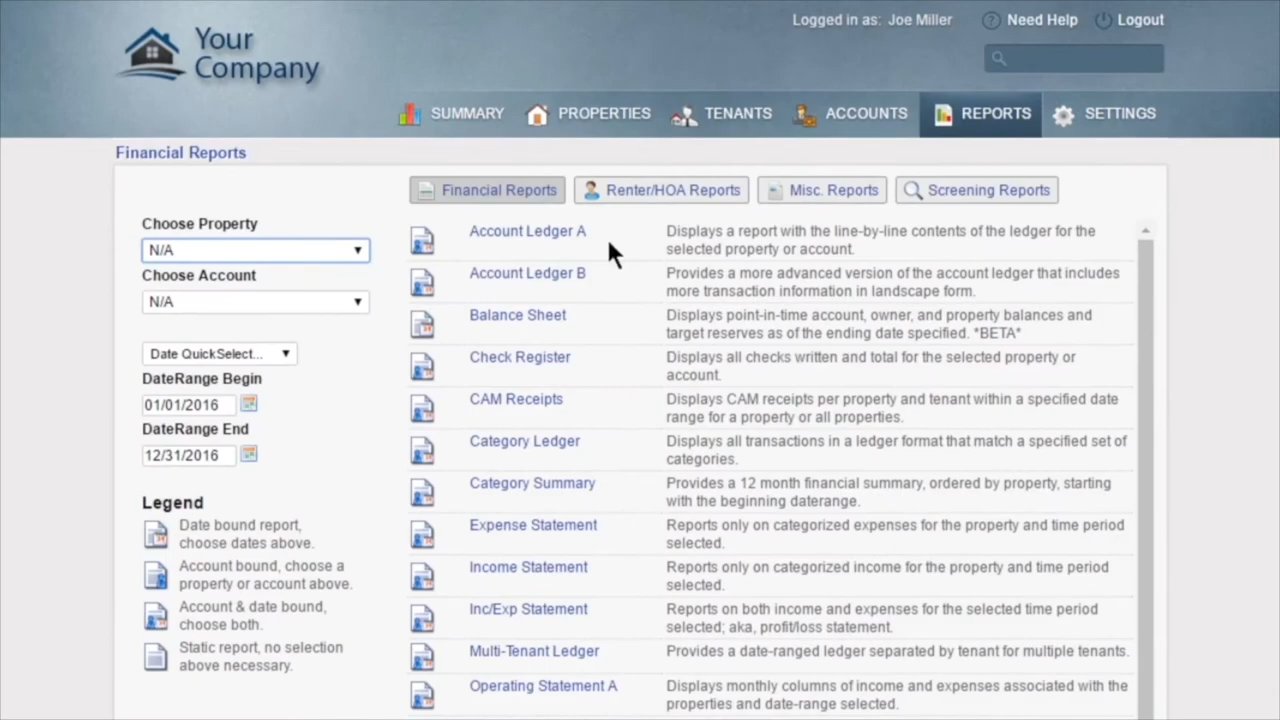 Your
Company
Logged in as: Joe Miller
Need Help
Logout
SUMMARY
PROPERTIES
TENANTS
ACCOUNTS
REPORTS
SETTINGS
Financial Reports
Financial Reports
Renter/HOA Reports
Misc. Reports
Screening Reports
Choose Property
N/A
Choose Account
N/A
Date QuickSelect...
DateRange Begin
01/01/2016
DateRange End
12/31/2016
Legend
Date bound report,
choose dates above.
Account bound, choose a
property or account above.
Account & date bound,
choose both.
Static report, no selection
above necessary.
Account Ledger A
Displays a report with the line-by-line contents of the ledger for the
selected property or account.
Account Ledger B
Provides a more advanced version of the account ledger that includes
more transaction information in landscape form.
Balance Sheet
Displays point-in-time account, owner, and property balances and
target reserves as of the ending date specified. *BETA*
Check Register
Displays all checks written and total for the selected property or
account.
CAM Receipts
Displays CAM receipts per property and tenant within a specified date
range for a property or all properties.
Category Ledger
Displays all transactions in a ledger format that match a specified set of
categories.
Category Summary
Provides a 12 month financial summary, ordered by property, starting
with the beginning daterange.
Expense Statement
Reports only on categorized expenses for the property and time period
selected.
Income Statement
Reports only on categorized income for the property and time period
selected.
Inc/Exp Statement
Reports on both income and expenses for the selected time period
selected; aka, profit/loss statement.
Multi-Tenant Ledger
Provides a date-ranged ledger separated by tenant for multiple tenants.
Operating Statement A
Displays monthly columns of income and expenses associated with the
properties and date-range selected.